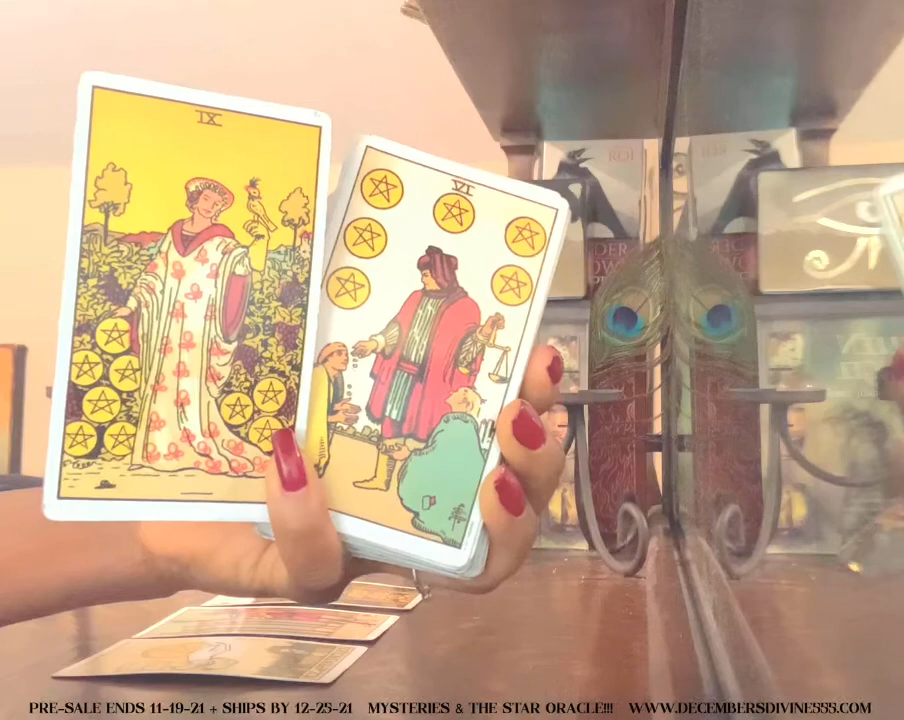 IX
VI
PRE-SALE ENDS 11-19-21 + SHIPS BY 12-25-21 MYSTERIES & THE STAR ORACLE!!! WWW.DECEMBERSDIVINE555.COM